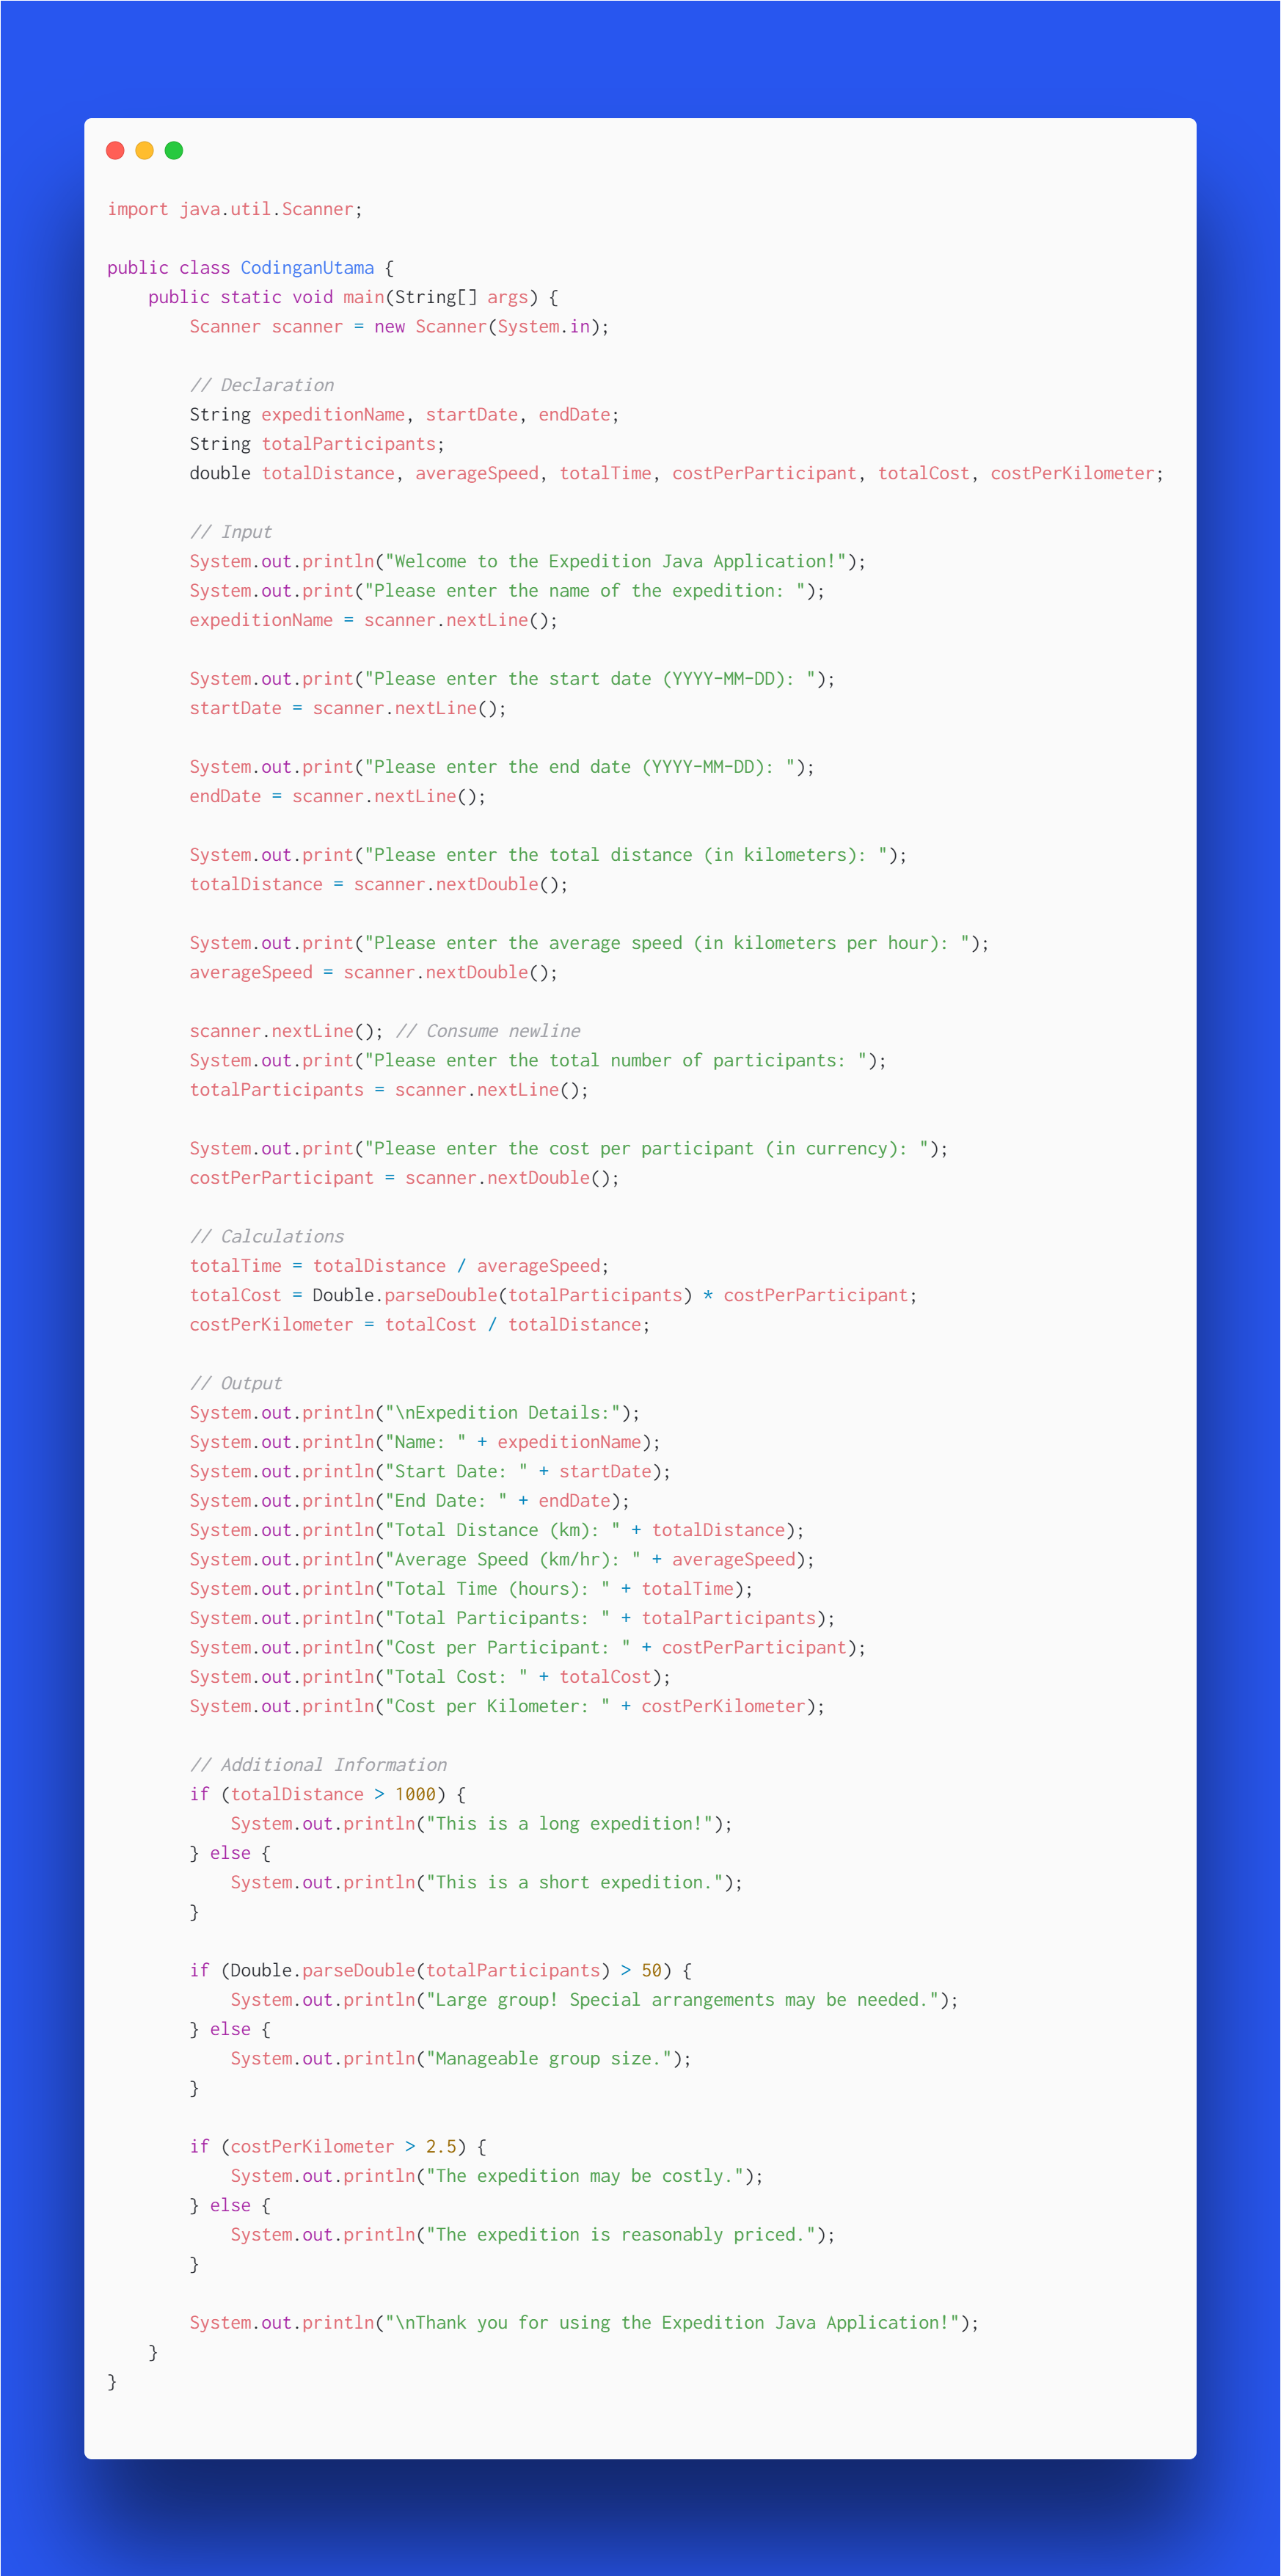 import java.util.Scanner;

public class CodinganUtama {
    public static void main(String[] args) {
        Scanner scanner = new Scanner(System.in);

        // Declaration
        String expeditionName, startDate, endDate;
        String totalParticipants;
        double totalDistance, averageSpeed, totalTime, costPerParticipant, totalCost, costPerKilometer;

        // Input
        System.out.println("Welcome to the Expedition Java Application!");
        System.out.print("Please enter the name of the expedition: ");
        expeditionName = scanner.nextLine();

        System.out.print("Please enter the start date (YYYY-MM-DD): ");
        startDate = scanner.nextLine();

        System.out.print("Please enter the end date (YYYY-MM-DD): ");
        endDate = scanner.nextLine();

        System.out.print("Please enter the total distance (in kilometers): ");
        totalDistance = scanner.nextDouble();

        System.out.print("Please enter the average speed (in kilometers per hour): ");
        averageSpeed = scanner.nextDouble();

        scanner.nextLine(); // Consume newline
        System.out.print("Please enter the total number of participants: ");
        totalParticipants = scanner.nextLine();

        System.out.print("Please enter the cost per participant (in currency): ");
        costPerParticipant = scanner.nextDouble();

        // Calculations
        totalTime = totalDistance / averageSpeed;
        totalCost = Double.parseDouble(totalParticipants) * costPerParticipant;
        costPerKilometer = totalCost / totalDistance;

        // Output
        System.out.println("\nExpedition Details:");
        System.out.println("Name: " + expeditionName);
        System.out.println("Start Date: " + startDate);
        System.out.println("End Date: " + endDate);
        System.out.println("Total Distance (km): " + totalDistance);
        System.out.println("Average Speed (km/hr): " + averageSpeed);
        System.out.println("Total Time (hours): " + totalTime);
        System.out.println("Total Participants: " + totalParticipants);
        System.out.println("Cost per Participant: " + costPerParticipant);
        System.out.println("Total Cost: " + totalCost);
        System.out.println("Cost per Kilometer: " + costPerKilometer);

        // Additional Information
        if (totalDistance > 1000) {
            System.out.println("This is a long expedition!");
        } else {
            System.out.println("This is a short expedition.");
        }

        if (Double.parseDouble(totalParticipants) > 50) {
            System.out.println("Large group! Special arrangements may be needed.");
        } else {
            System.out.println("Manageable group size.");
        }

        if (costPerKilometer > 2.5) {
            System.out.println("The expedition may be costly.");
        } else {
            System.out.println("The expedition is reasonably priced.");
        }

        System.out.println("\nThank you for using the Expedition Java Application!");
    }
}